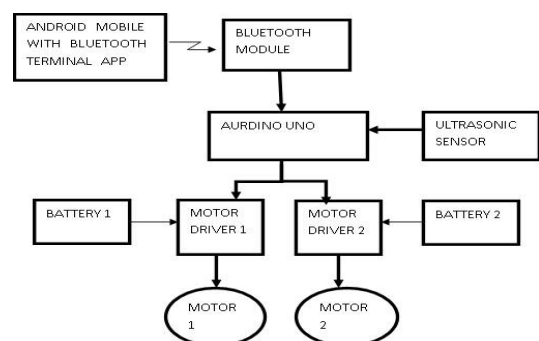 ANDROID MOBILE
WITH BLUETOOTH
TERMINAL APP
BLUETOOTH
MODULE
AURDINO UNO
ULTRASONIC
SENSOR
BATTERY 1
MOTOR
DRIVER 1
MOTOR
DRIVER 2
BATTERY 2
MOTOR
1
MOTOR
2